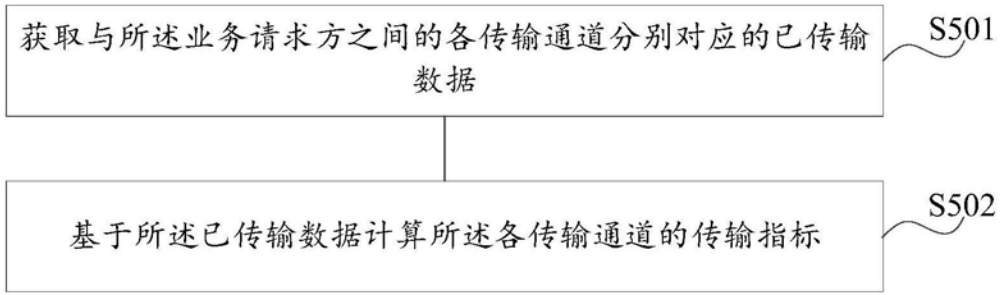 获取与所述业务请求方之间的各传输通道分别对应的已传输
数据
S501
基于所述已传输数据计算所述各传输通道的传输指标
S502